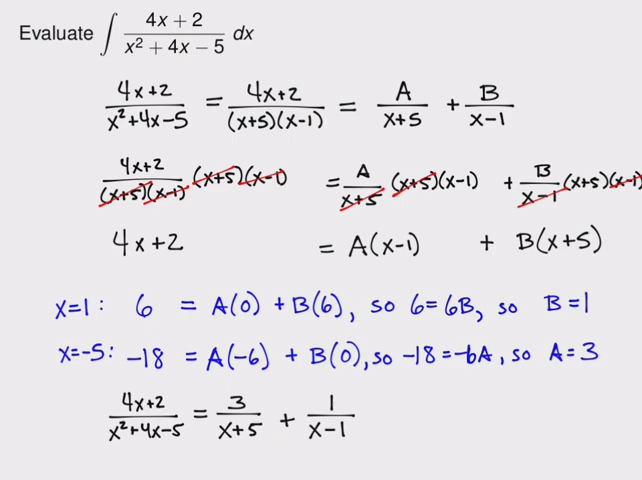 Evaluate ∫ (4x + 2)/(x² + 4x − 5) dx
(4x+2)/(x²+4x-5) = (4x+2)/((x+5)(x-1)) = A/(x+5) + B/(x-1)
(4x+2)/((x+5)(x-1)) (x+5)(x-1) = A/(x+5) (x+5)(x-1) + B/(x-1) (x+5)(x-1)
4x+2 = A(x-1) + B(x+5)
x=1: 6 = A(0) + B(6), so 6=6B, so B=1
x=-5: -18 = A(-6) + B(0), so -18=-6A, so A=3
(4x+2)/(x²+4x-5) = 3/(x+5) + 1/(x-1)